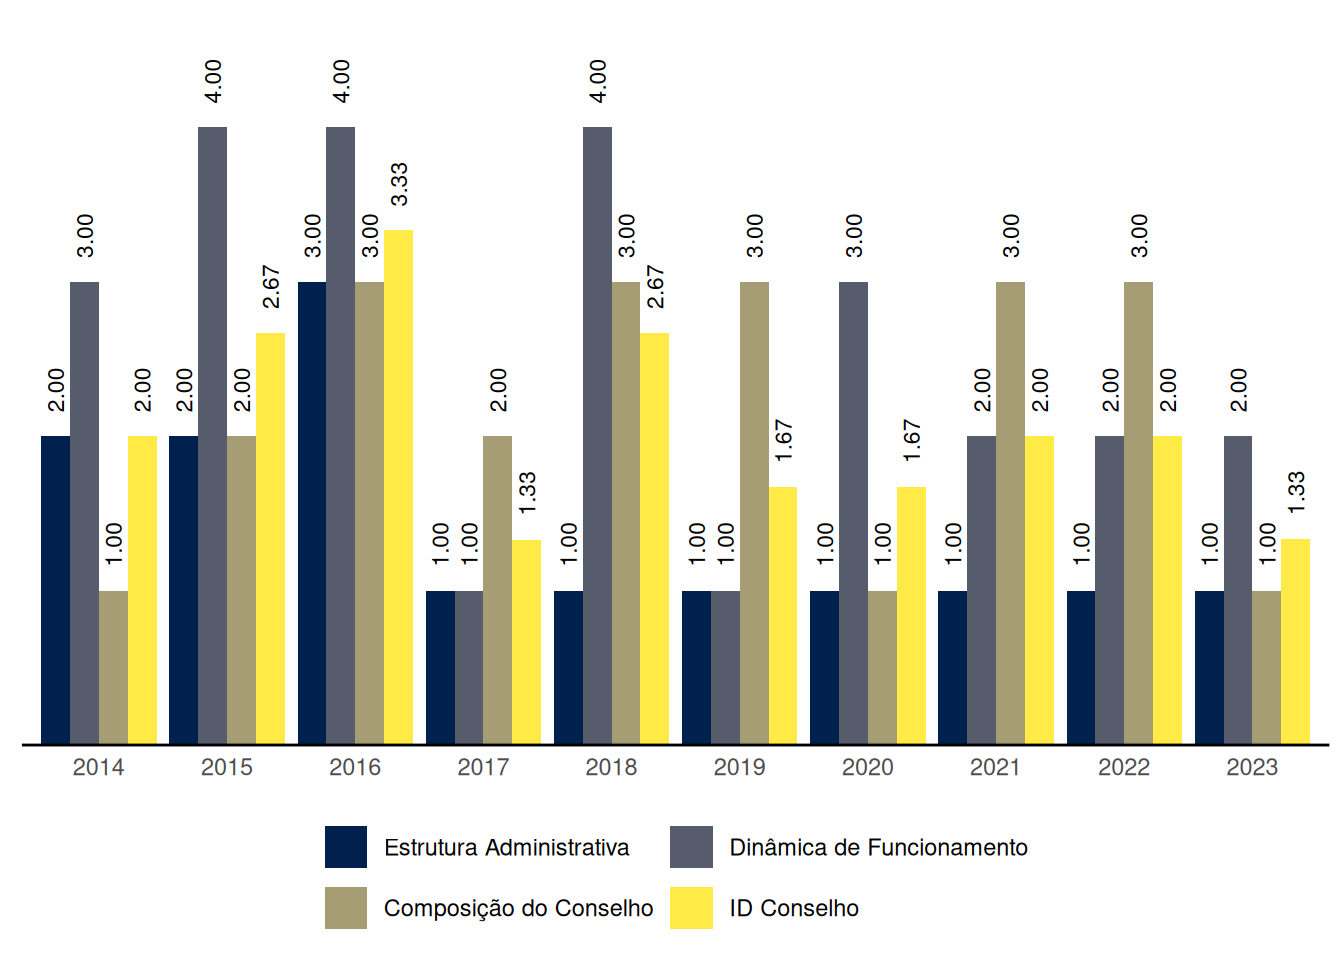 4.00 4.00 4.00
3.33
3.00 3.00 3.00 3.00 3.00 3.00 3.00 3.00
2.67 2.67
2.00 2.00 2.00 2.00 2.00 2.00 2.00 2.00 2.00 2.00
1.67 1.67
1.33 1.33
1.00 1.00 1.00 1.00 1.00 1.00 1.00 1.00 1.00 1.00 1.00 1.00
2014 2015 2016 2017 2018 2019 2020 2021 2022 2023
Estrutura Administrativa Dinâmica de Funcionamento
Composição do Conselho ID Conselho